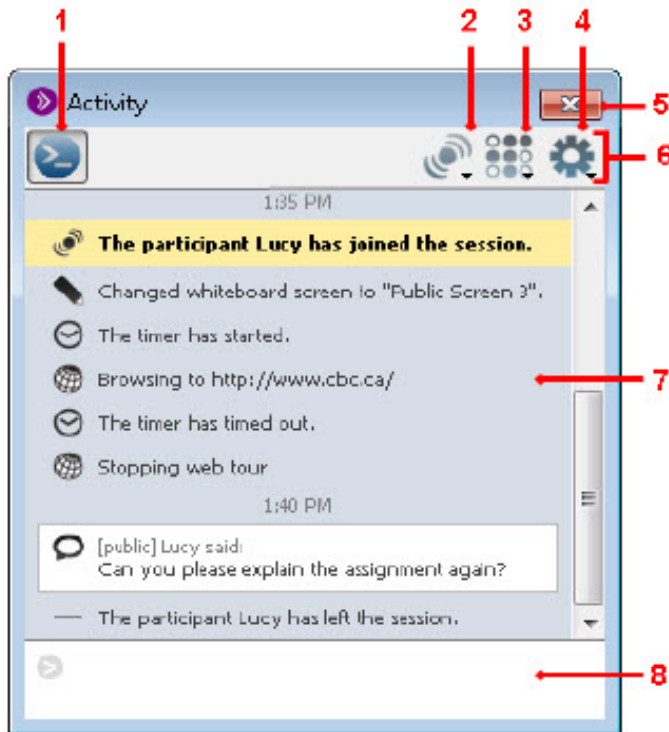 1
2
3
4
Activity
5
6
1:35 PM
The participant Lucy has joined the session.
Changed whiteboard screen to "Public Screen 3".
The timer has started.
Browsing to http://www.cbc.ca/
7
The timer has timed out.
Stopping web tour
1:40 PM
[public] Lucy said:
Can you please explain the assignment again?
The participant Lucy has left the session.
8